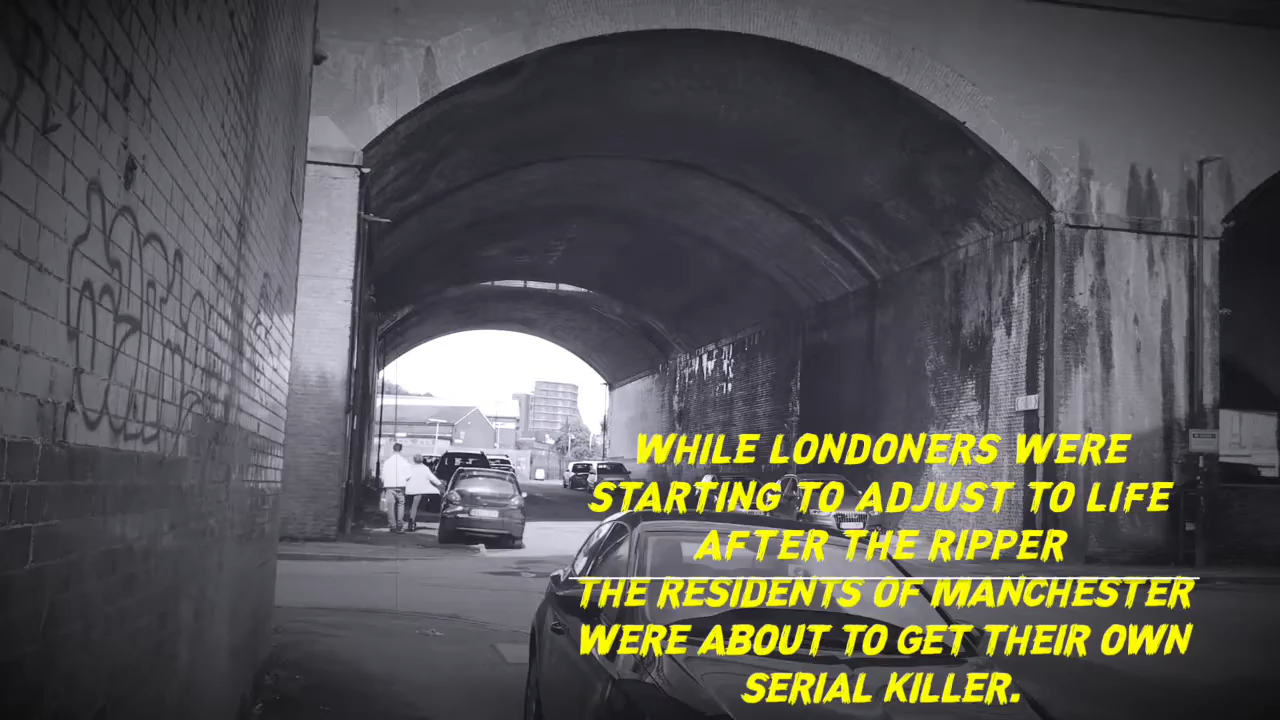 WHILE LONDONERS WERE
STARTING TO ADJUST TO LIFE
AFTER THE RIPPER
THE RESIDENTS OF MANCHESTER
WERE ABOUT TO GET THEIR OWN
SERIAL KILLER.